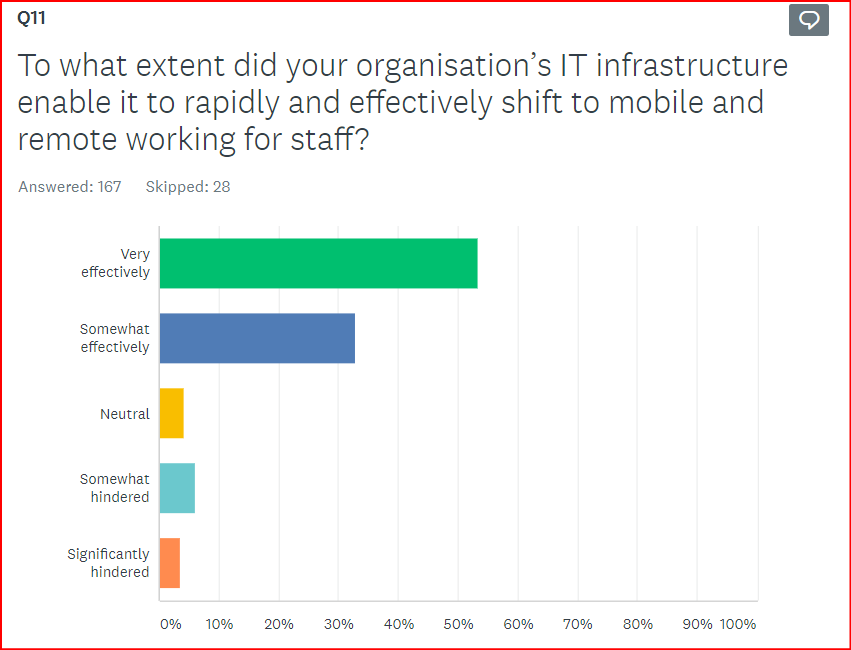 Q11
To what extent did your organisation’s IT infrastructure
enable it to rapidly and effectively shift to mobile and
remote working for staff?
Answered: 167 Skipped: 28
Very
effectively
Somewhat
effectively
Neutral
Somewhat
hindered
Significantly
hindered
0% 10% 20% 30% 40% 50% 60% 70% 80% 90% 100%